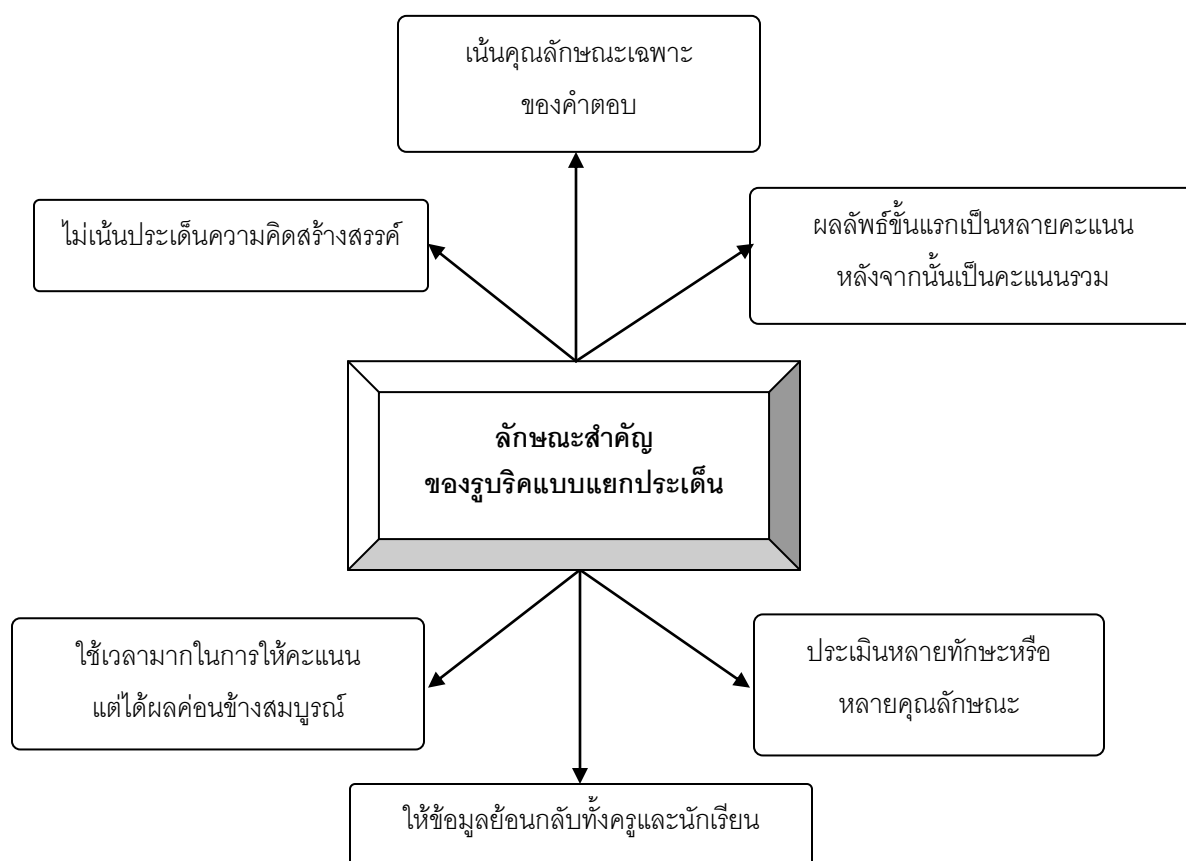 เน้นคุณลักษณะเฉพาะ
ของคำตอบ
ไม่เน้นประเด็นความคิดสร้างสรรค์
ผลลัพธ์ขั้นแรกเป็นหลายคะแนน
หลังจากนั้นเป็นคะแนนรวม
ลักษณะสำคัญ
ของรูบริคแบบแยกประเด็น
ใช้เวลามากในการให้คะแนน
แต่ได้ผลค่อนข้างสมบูรณ์
ประเมินหลายทักษะหรือ
หลายคุณลักษณะ
ให้ข้อมูลย้อนกลับทั้งครูและนักเรียน